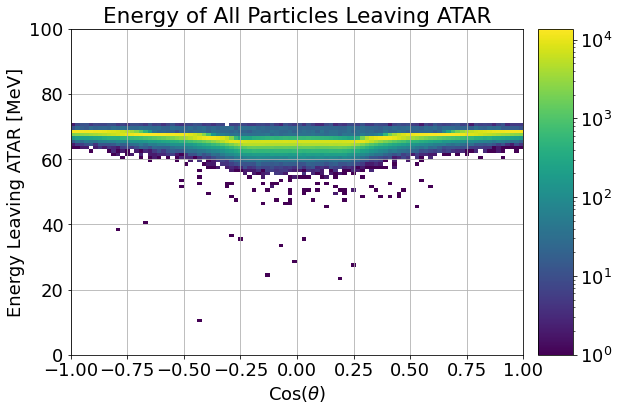 Energy of All Particles Leaving ATAR
Energy Leaving ATAR [MeV]
100
80
60
40
20
0
−1.00 −0.75 −0.50 −0.25 0.00 0.25 0.50 0.75 1.00
Cos(θ)
10⁴
10³
10²
10¹
10⁰